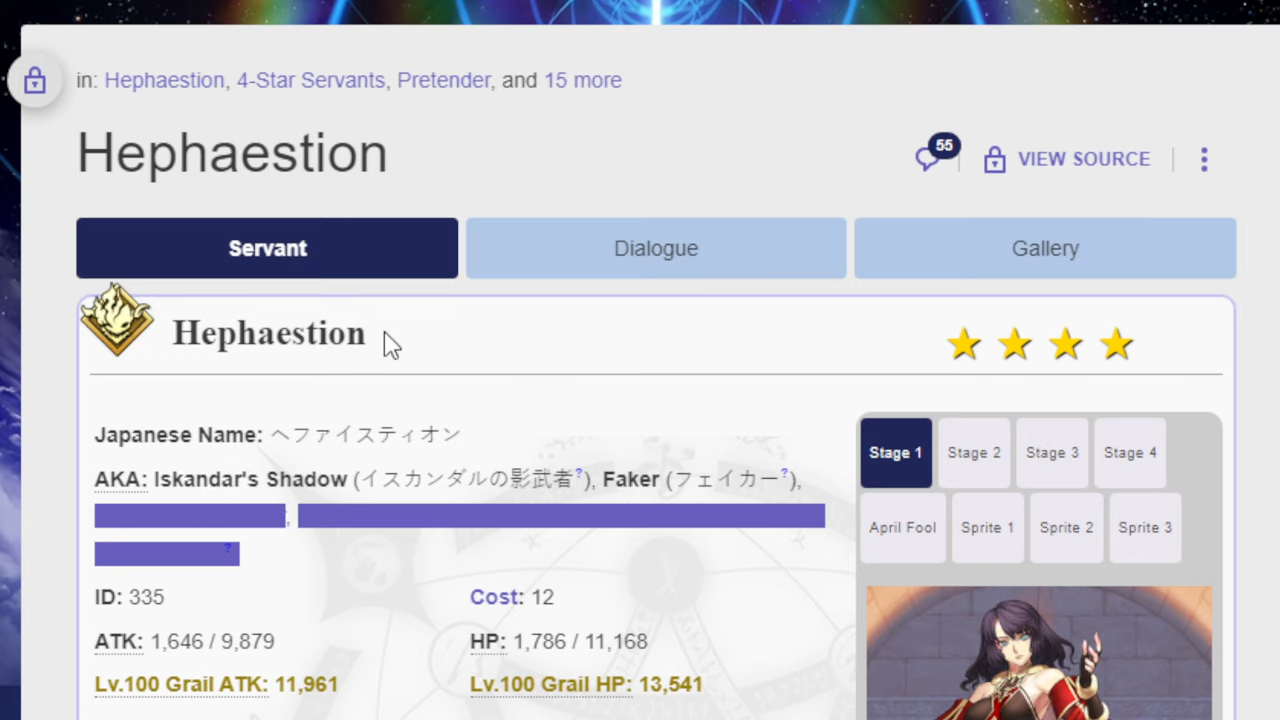 in: Hephaestion, 4-Star Servants, Pretender, and 15 more
Hephaestion
55
VIEW SOURCE
Servant
Dialogue
Gallery
Hephaestion
Japanese Name: ヘファイスティオン
AKA: Iskandar's Shadow (イスカンダルの影武者?), Faker (フェイカー?),
,
?
ID: 335
Cost: 12
ATK: 1,646 / 9,879
HP: 1,786 / 11,168
Lv.100 Grail ATK: 11,961
Lv.100 Grail HP: 13,541
Stage 1
Stage 2
Stage 3
Stage 4
April Fool
Sprite 1
Sprite 2
Sprite 3